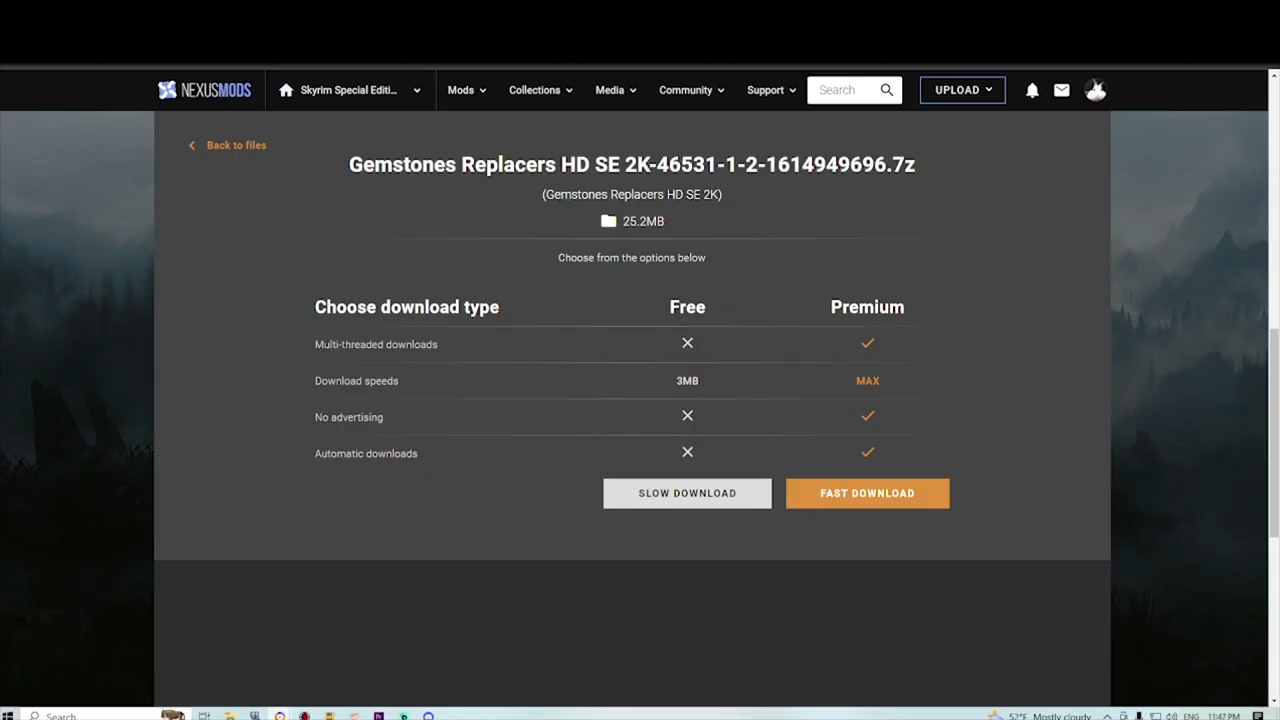 NEXUSMODS
Skyrim Special Editi...
Mods
Collections
Media
Community
Support
Search
UPLOAD
Back to files
Gemstones Replacers HD SE 2K-46531-1-2-1614949696.7z
(Gemstones Replacers HD SE 2K)
25.2MB
Choose from the options below
Choose download type Free Premium
Multi-threaded downloads
Download speeds 3MB MAX
No advertising
Automatic downloads
SLOW DOWNLOAD FAST DOWNLOAD
Search 52°F Mostly cloudy ENG 11:47 PM